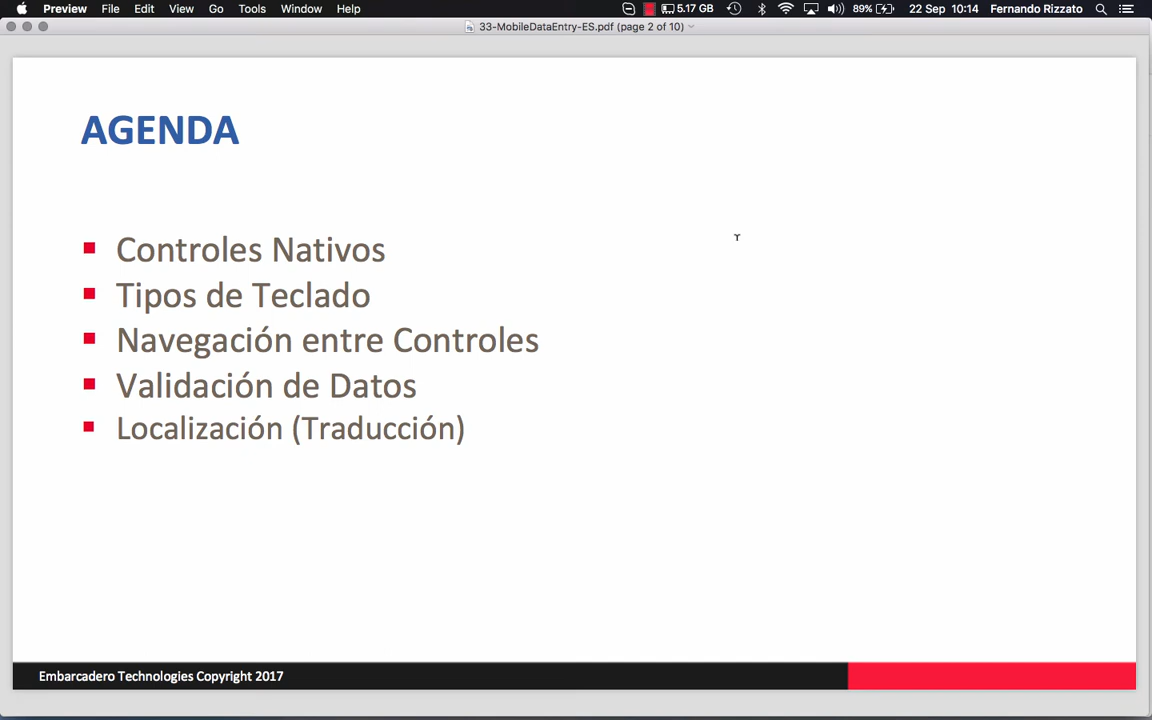 Preview File Edit View Go Tools Window Help 5.17 GB 89% 22 Sep 10:14 Fernando Rizzato
33-MobileDataEntry-ES.pdf (page 2 of 10)
AGENDA
Controles Nativos
Tipos de Teclado
Navegación entre Controles
Validación de Datos
Localización (Traducción)
Embarcadero Technologies Copyright 2017